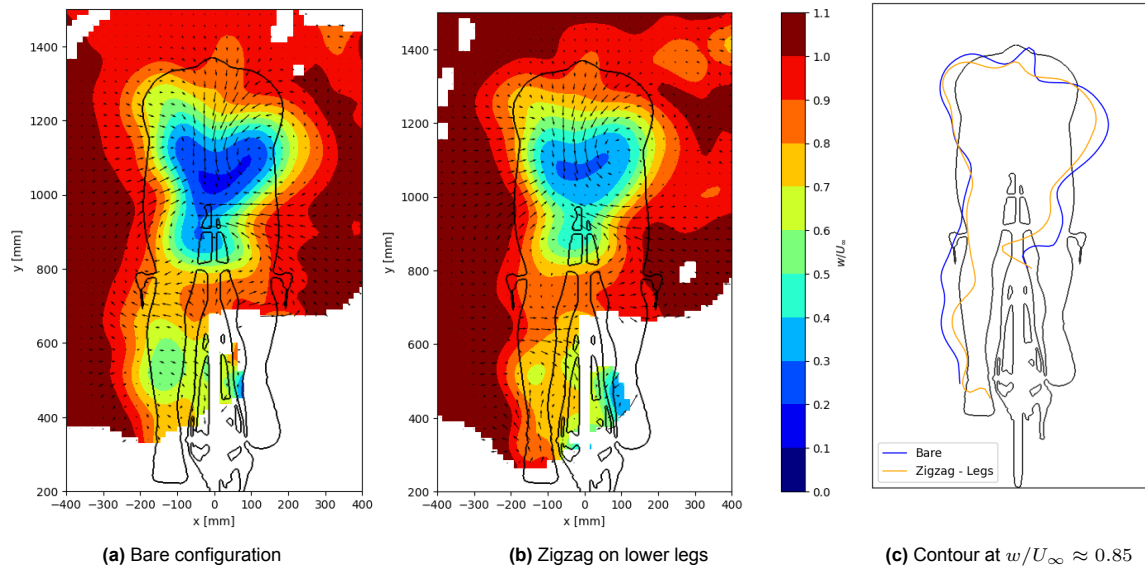 1400
1200
1000
800
600
400
200
y [mm]
−400 −300 −200 −100 0 100 200 300 400
x [mm]
(a) Bare configuration
1400
1200
1000
800
600
400
200
y [mm]
−400 −300 −200 −100 0 100 200 300 400
x [mm]
(b) Zigzag on lower legs
1.1
1.0
0.9
0.8
0.7
0.6
0.5
0.4
0.3
0.2
0.1
0.0
w/U∞
Bare
Zigzag - Legs
(c) Contour at w/U∞ ≈ 0.85